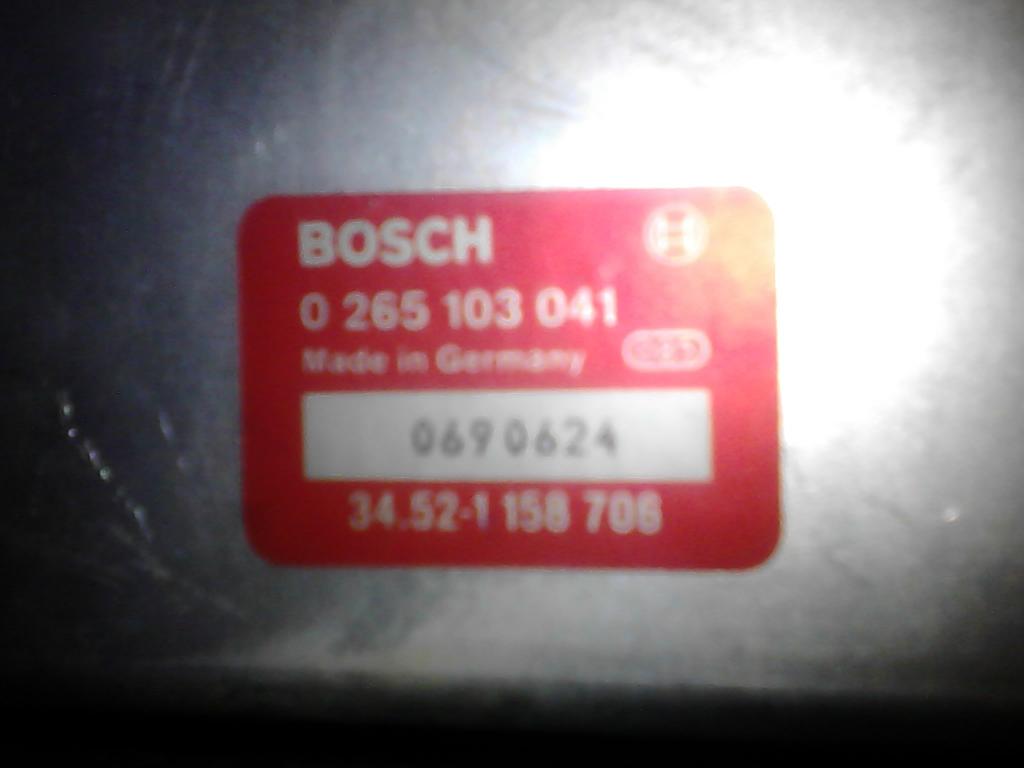 BOSCH
0 265 103 041
Made in Germany
0690624
34.52-1 158 706